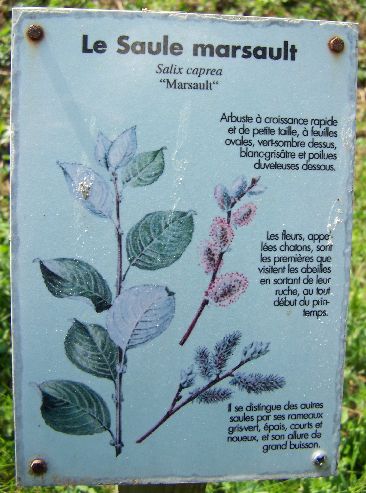 Le Saule marsault
Salix caprea
“Marsault“
Arbuste à croissance rapide
et de petite taille, à feuilles
ovales, vert-sombre dessus,
blanc-grisâtre et poilues
duveteuses dessous.
Les fleurs, appe-
lées chatons, sont
les premières que
visitent les abeilles
en sortant de leur
ruche, au tout
début du prin-
temps.
Il se distingue des autres
saules par ses rameaux
gris-vert, épais, courts et
noueux, et son allure de
grand buisson.